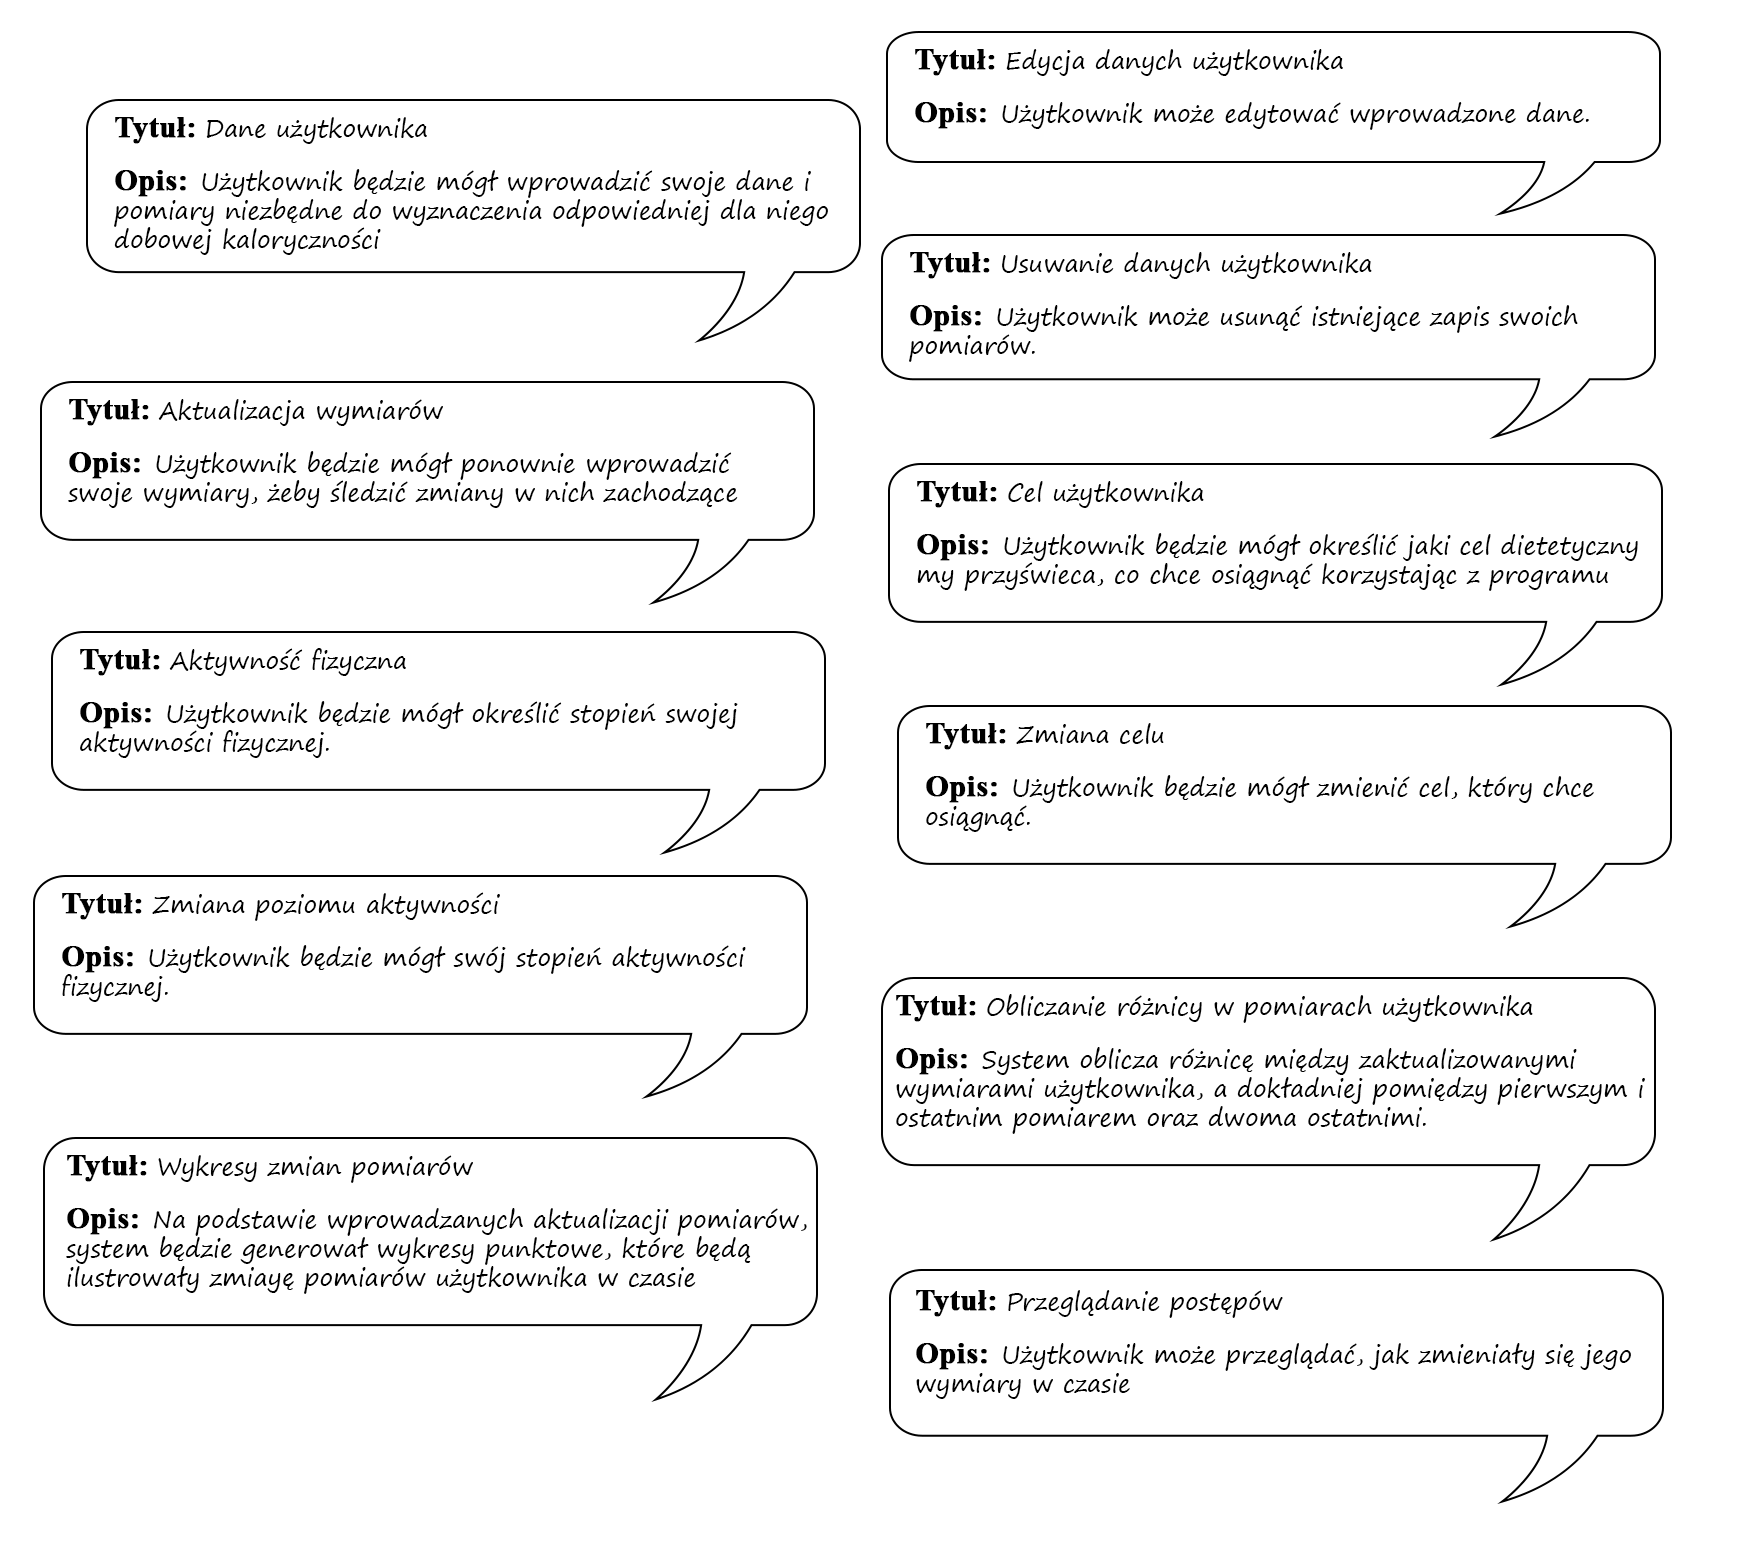 Tytuł: Dane użytkownika
Opis: Użytkownik będzie mógł wprowadzić swoje dane i
pomiary niezbędne do wyznaczenia odpowiedniej dla niego
dobowej kaloryczności
Tytuł: Aktualizacja wymiarów
Opis: Użytkownik będzie mógł ponownie wprowadzić
swoje wymiary, żeby śledzić zmiany w nich zachodzące
Tytuł: Aktywność fizyczna
Opis: Użytkownik będzie mógł określić stopień swojej
aktywności fizycznej.
Tytuł: Zmiana poziomu aktywności
Opis: Użytkownik będzie mógł swój stopień aktywności
fizycznej.
Tytuł: Wykresy zmian pomiarów
Opis: Na podstawie wprowadzanych aktualizacji pomiarów,
system będzie generował wykresy punktowe, które będą
ilustrowały zmiayę pomiarów użytkownika w czasie
Tytuł: Edycja danych użytkownika
Opis: Użytkownik może edytować wprowadzone dane.
Tytuł: Usuwanie danych użytkownika
Opis: Użytkownik może usunąć istniejące zapis swoich
pomiarów.
Tytuł: Cel użytkownika
Opis: Użytkownik będzie mógł określić jaki cel dietetyczny
my przyświeca, co chce osiągnąć korzystając z programu
Tytuł: Zmiana celu
Opis: Użytkownik będzie mógł zmienić cel, który chce
osiągnąć.
Tytuł: Obliczanie różnicy w pomiarach użytkownika
Opis: System oblicza różnicę między zaktualizowanymi
wymiarami użytkownika, a dokładniej pomiędzy pierwszym i
ostatnim pomiarem oraz dwoma ostatnimi.
Tytuł: Przeglądanie postępów
Opis: Użytkownik może przeglądać, jak zmieniały się jego
wymiary w czasie